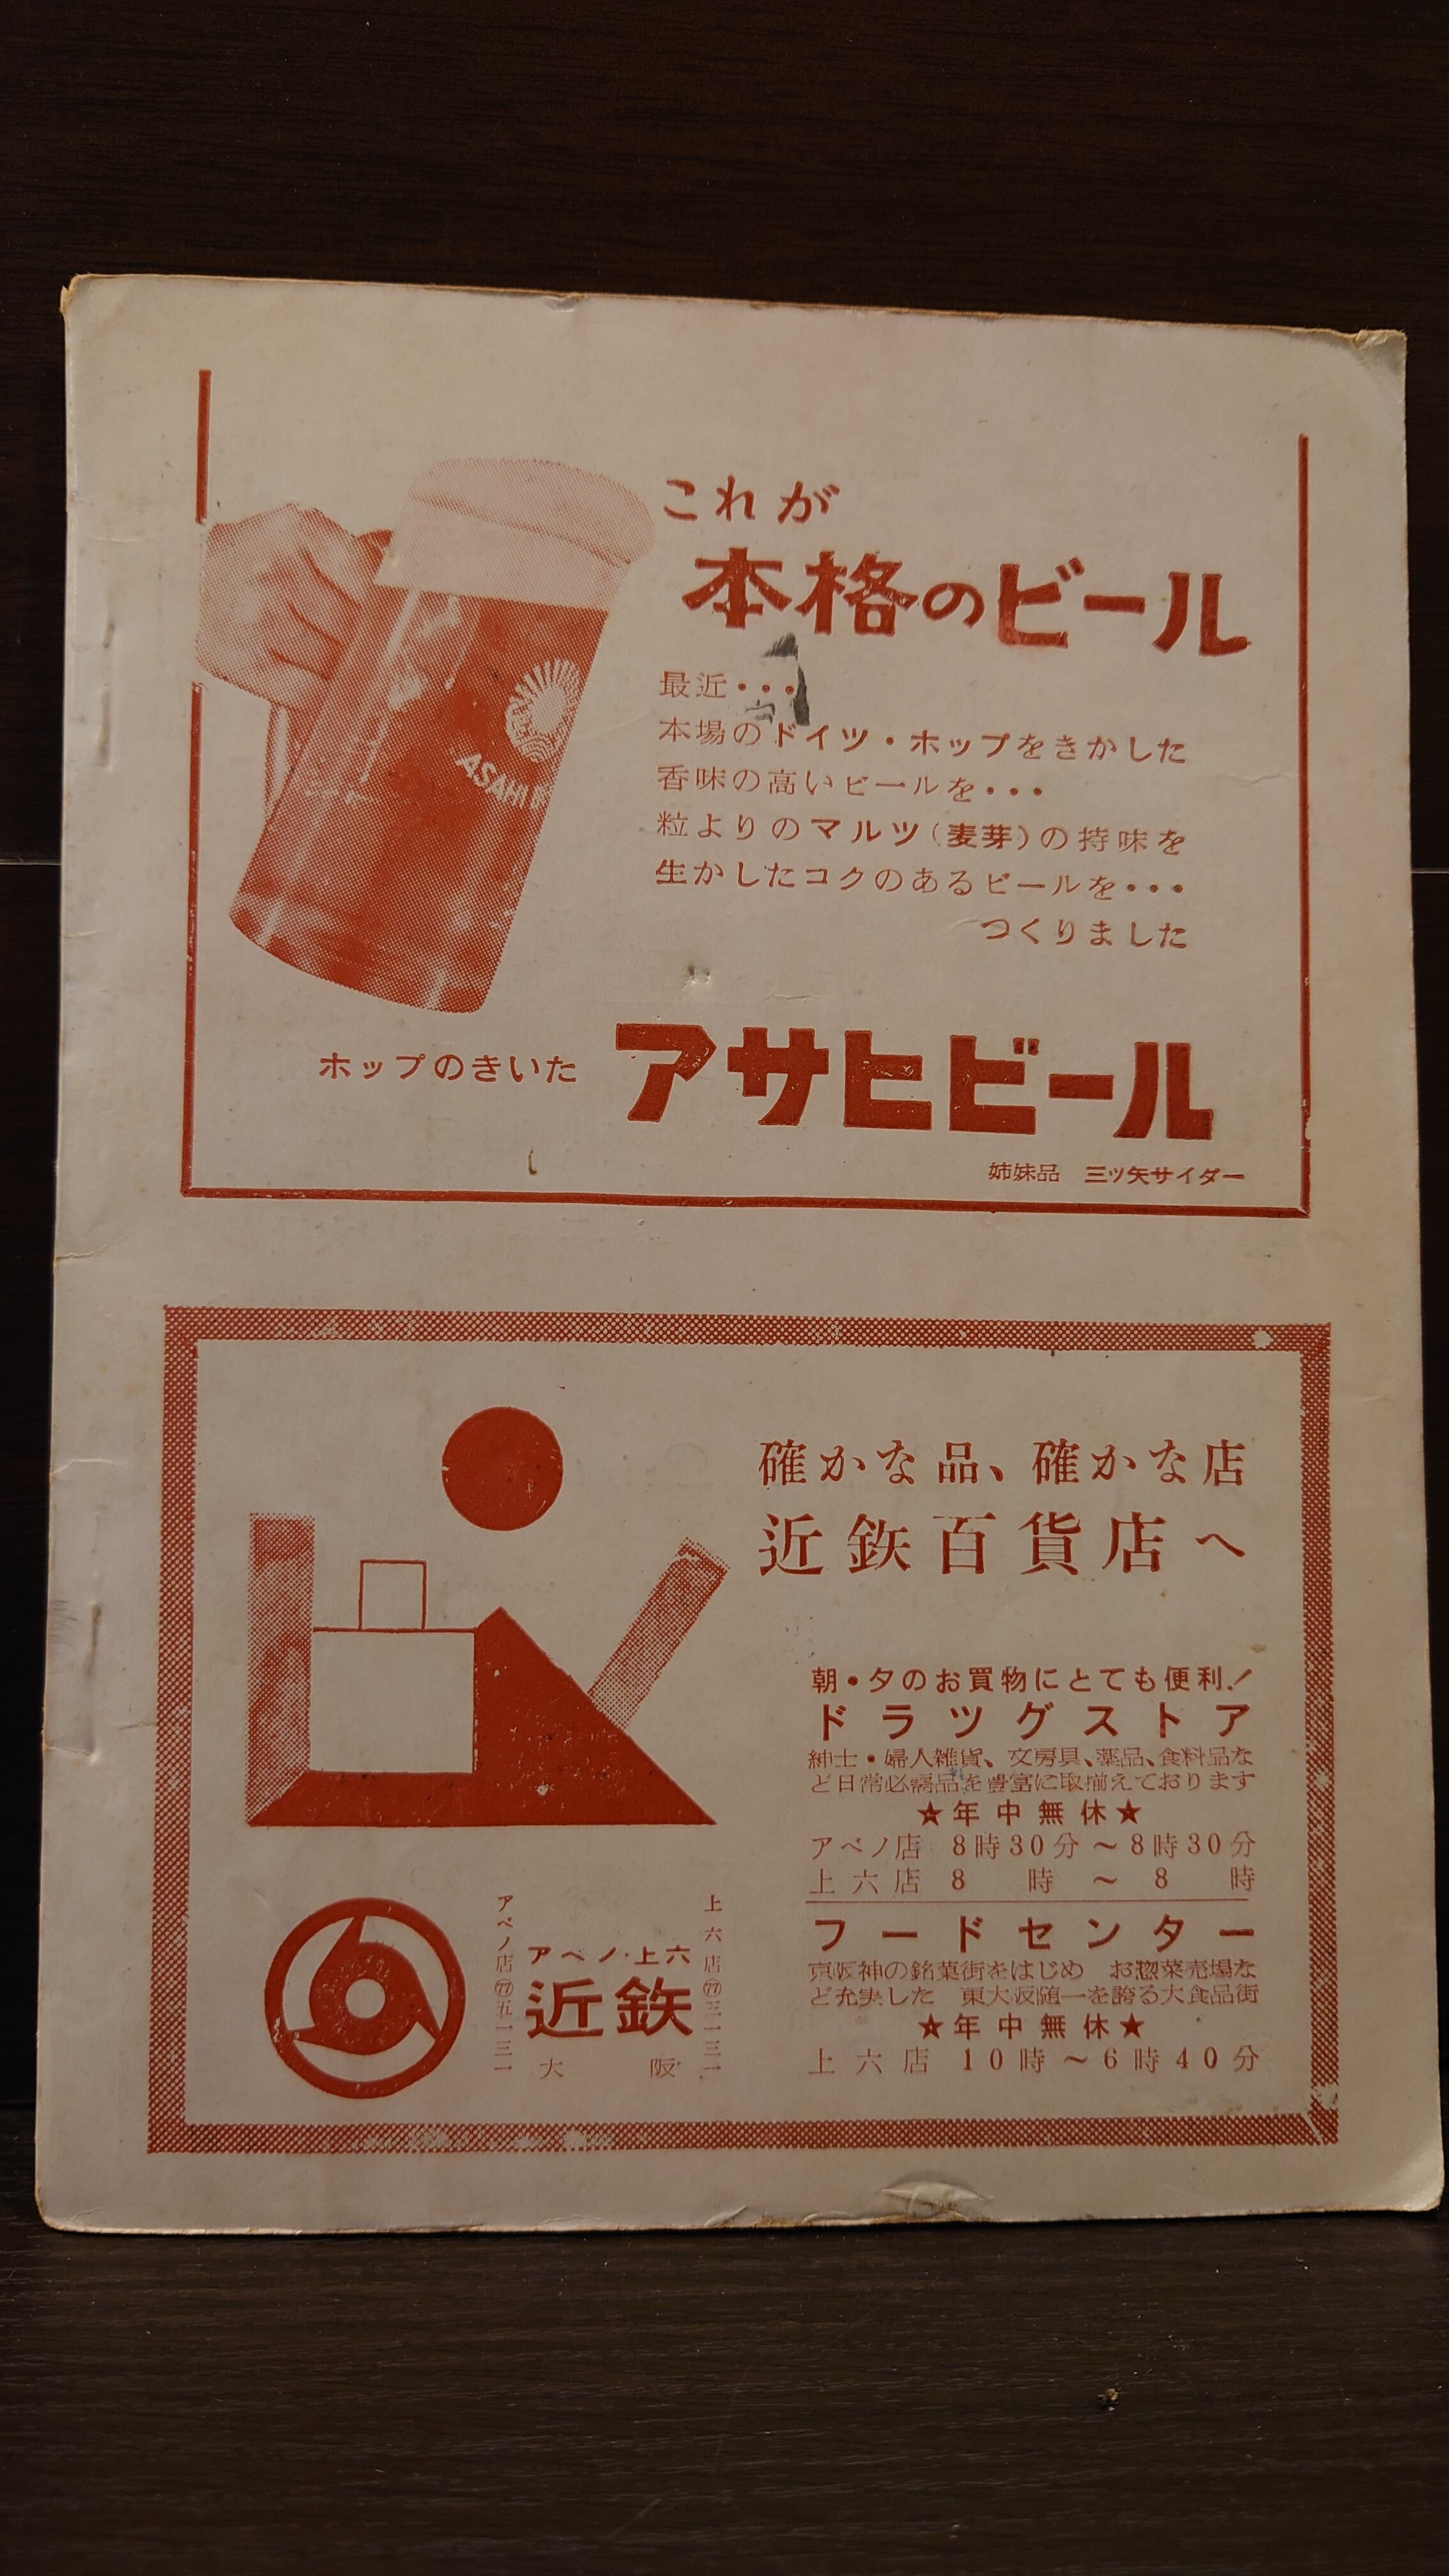 これが
本格のビール
最近・・・
本場のドイツ・ホップをきかした
香味の高いビールを・・・
粒よりのマルツ(麦芽)の持味を
生かしたコクのあるビールを・・・
つくりました
ASAHI
ホップのきいた アサヒビール
姉妹品 三ツ矢サイダー
確かな品、確かな店
近鉄百貨店へ
朝・夕のお買物にとても便利!
ドラッグストア
紳士・婦人雑貨、文房具、薬品、食料品な
ど日常必需品を豊富に取揃えております
★年中無休★
アベノ店 8時30分～8時30分
上六店 8時～8時
フードセンター
京阪神の銘菓街をはじめ お惣菜売場な
ど充実した 東大阪随一を誇る大食品街
★年中無休★
上六店 10時～6時40分
アベノ店㊆五一三一
アベノ・上六
近鉄
大阪
上六店㊆三一三一